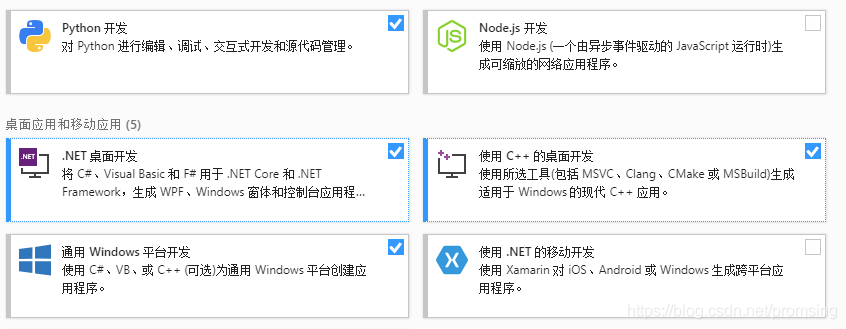 Python 开发
对 Python 进行编辑、调试、交互式开发和源代码管理。
Node.js 开发
使用 Node.js (一个由异步事件驱动的 JavaScript 运行时)生
成可缩放的网络应用程序。
桌面应用和移动应用 (5)
.NET
.NET 桌面开发
将 C#、Visual Basic 和 F# 用于 .NET Core 和 .NET
Framework，生成 WPF、Windows 窗体和控制台应用程...
使用 C++ 的桌面开发
使用所选工具(包括 MSVC、Clang、CMake 或 MSBuild)生成
适用于 Windows 的现代 C++ 应用。
通用 Windows 平台开发
使用 C#、VB、或 C++ (可选)为通用 Windows 平台创建应
用程序。
使用 .NET 的移动开发
使用 Xamarin 对 iOS、Android 或 Windows 生成跨平台应
用程序。
https://blog.csdn.net/promsing